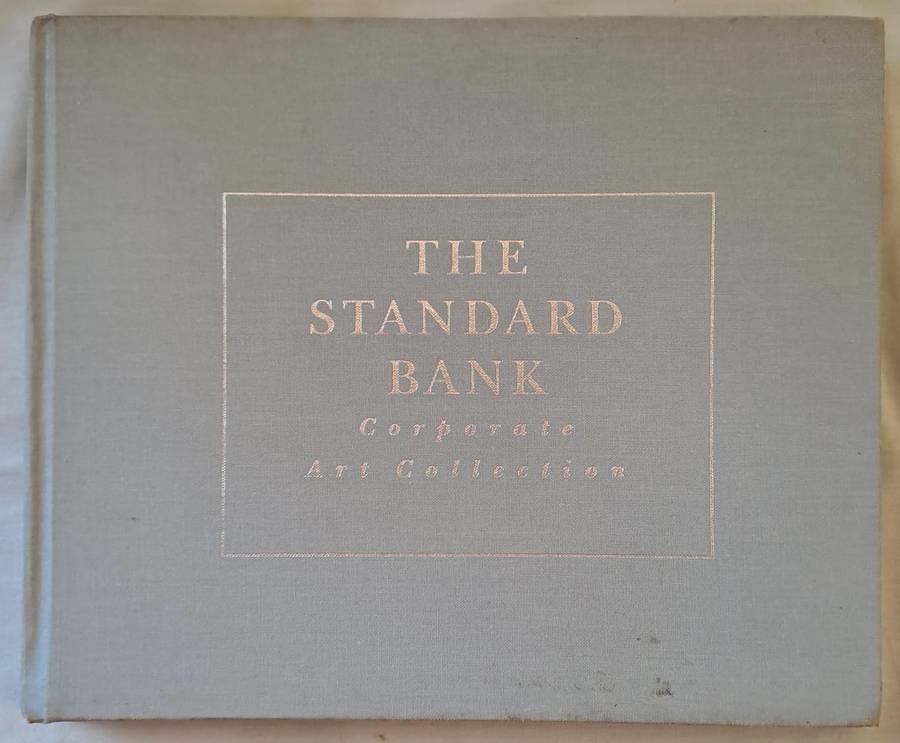 THE
STANDARD
BANK
Corporate
Art Collection